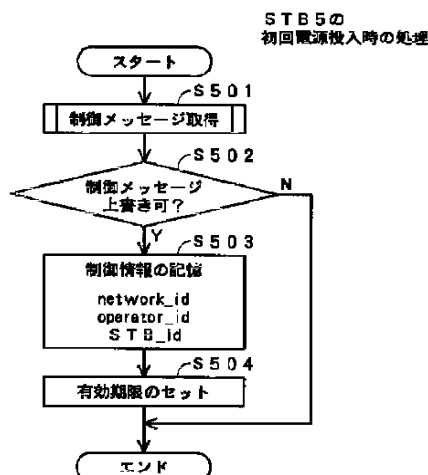 ＳＴＢ５の
初回電源投入時の処理
スタート
Ｓ５０１
制御メッセージ取得
Ｓ５０２
制御メッセージ
上書き可？
N
Y
Ｓ５０３
制御情報の記憶
network_id
operator_id
ＳＴＢ_id
Ｓ５０４
有効期限のセット
エンド